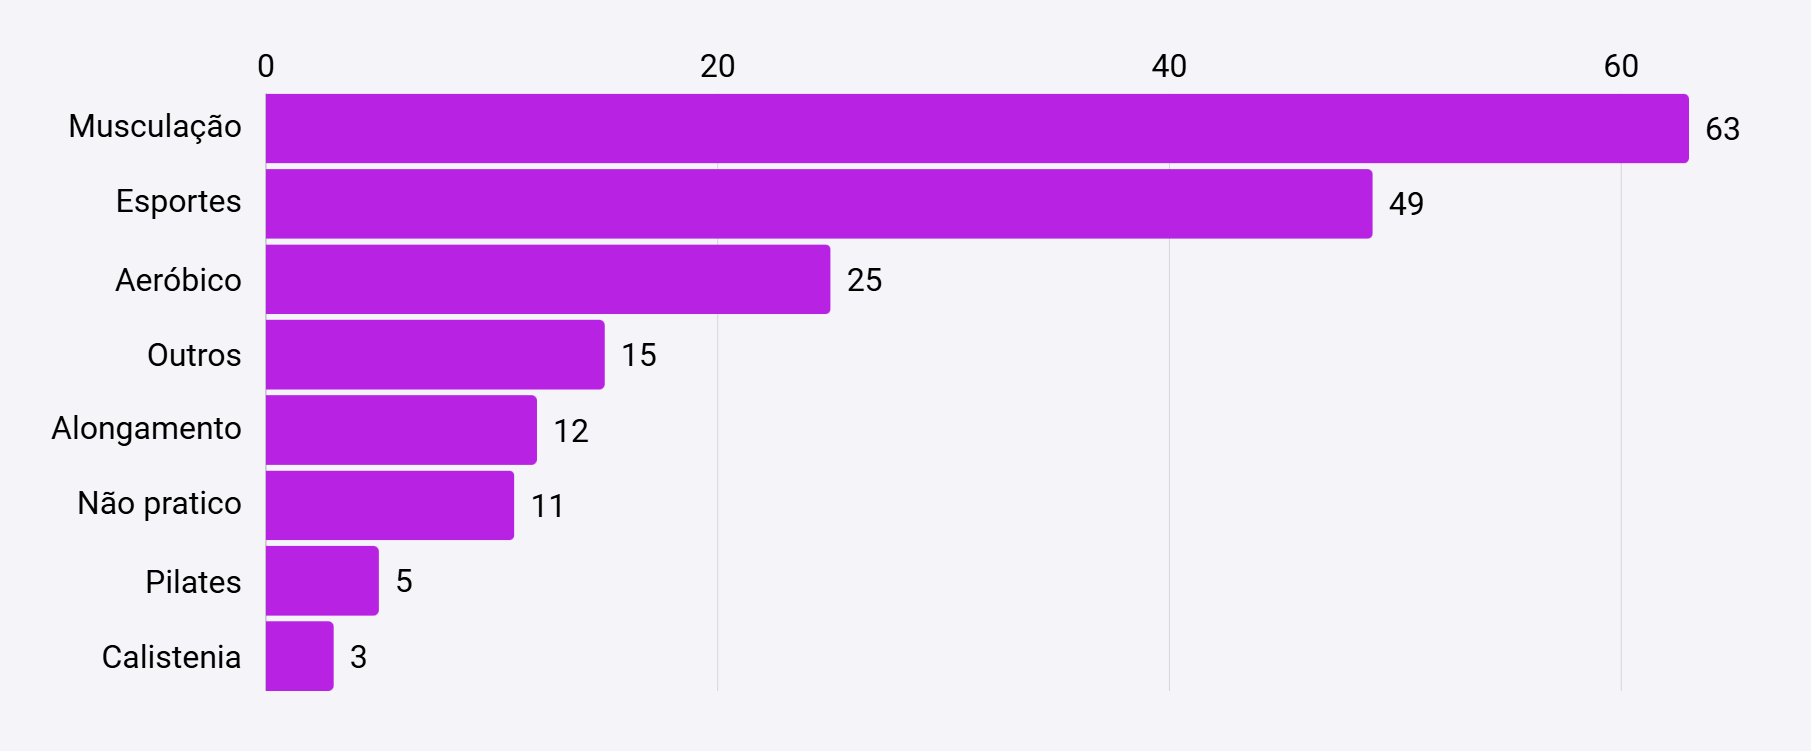 0 20 40 60
Musculação 63
Esportes 49
Aeróbico 25
Outros 15
Alongamento 12
Não pratico 11
Pilates 5
Calistenia 3